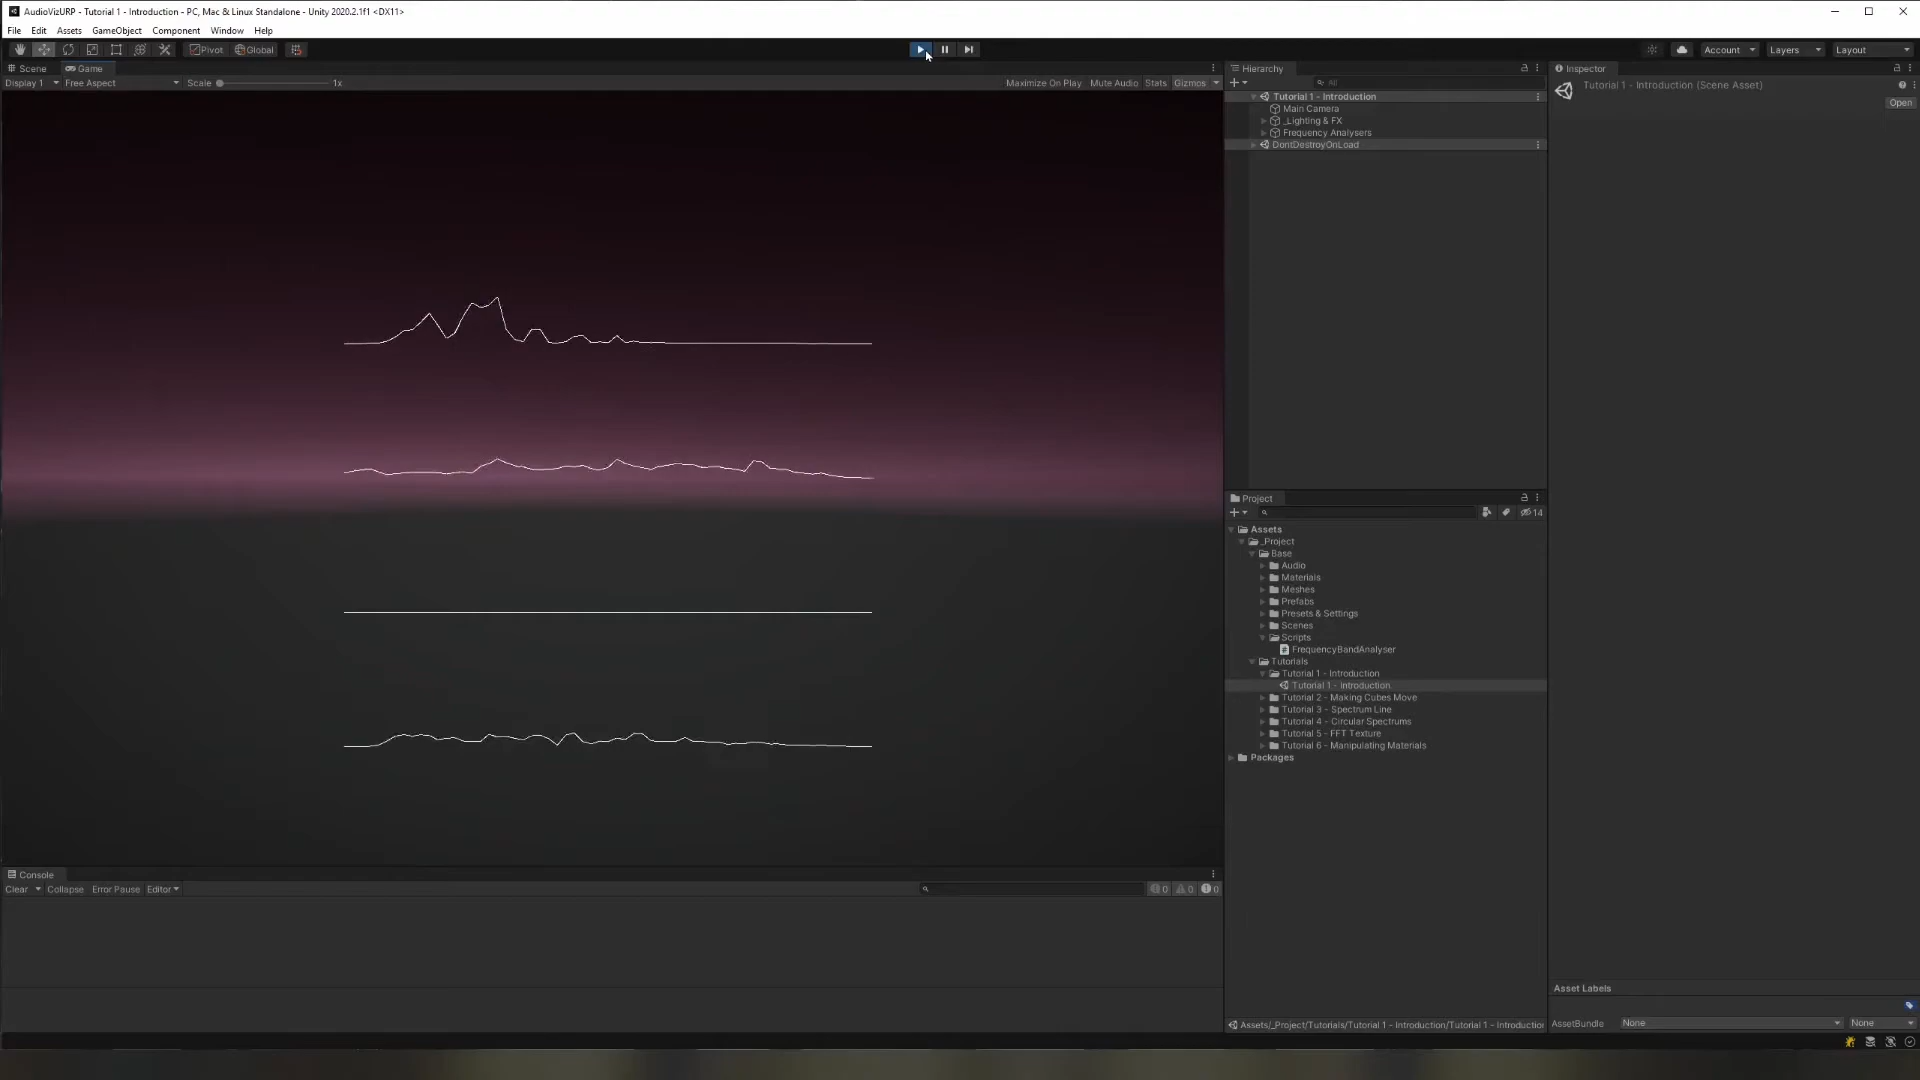 AudioVizURP - Tutorial 1 - Introduction - PC, Mac & Linux Standalone - Unity 2020.2.1f1 <DX11>
File Edit Assets GameObject Component Window Help
Pivot Global Account Layers Layout
Scene Game
Display 1 Free Aspect Scale 1x Maximize On Play Mute Audio Stats Gizmos
Hierarchy
All
Tutorial 1 - Introduction
Main Camera
_Lighting & FX
Frequency Analysers
DontDestroyOnLoad
Inspector
Tutorial 1 - Introduction (Scene Asset)
Open
Project
14
Assets
_Project
Base
Audio
Materials
Meshes
Prefabs
Presets & Settings
Scenes
Scripts
FrequencyBandAnalyser
Tutorials
Tutorial 1 - Introduction
Tutorial 1 - Introduction
Tutorial 2 - Making Cubes Move
Tutorial 3 - Spectrum Line
Tutorial 4 - Circular Spectrums
Tutorial 5 - FFT Texture
Tutorial 6 - Manipulating Materials
Packages
Console
Clear Collapse Error Pause Editor 0 0 0
Assets/_Project/Tutorials/Tutorial 1 - Introduction/Tutorial 1 - Introductio
Asset Labels
AssetBundle None None